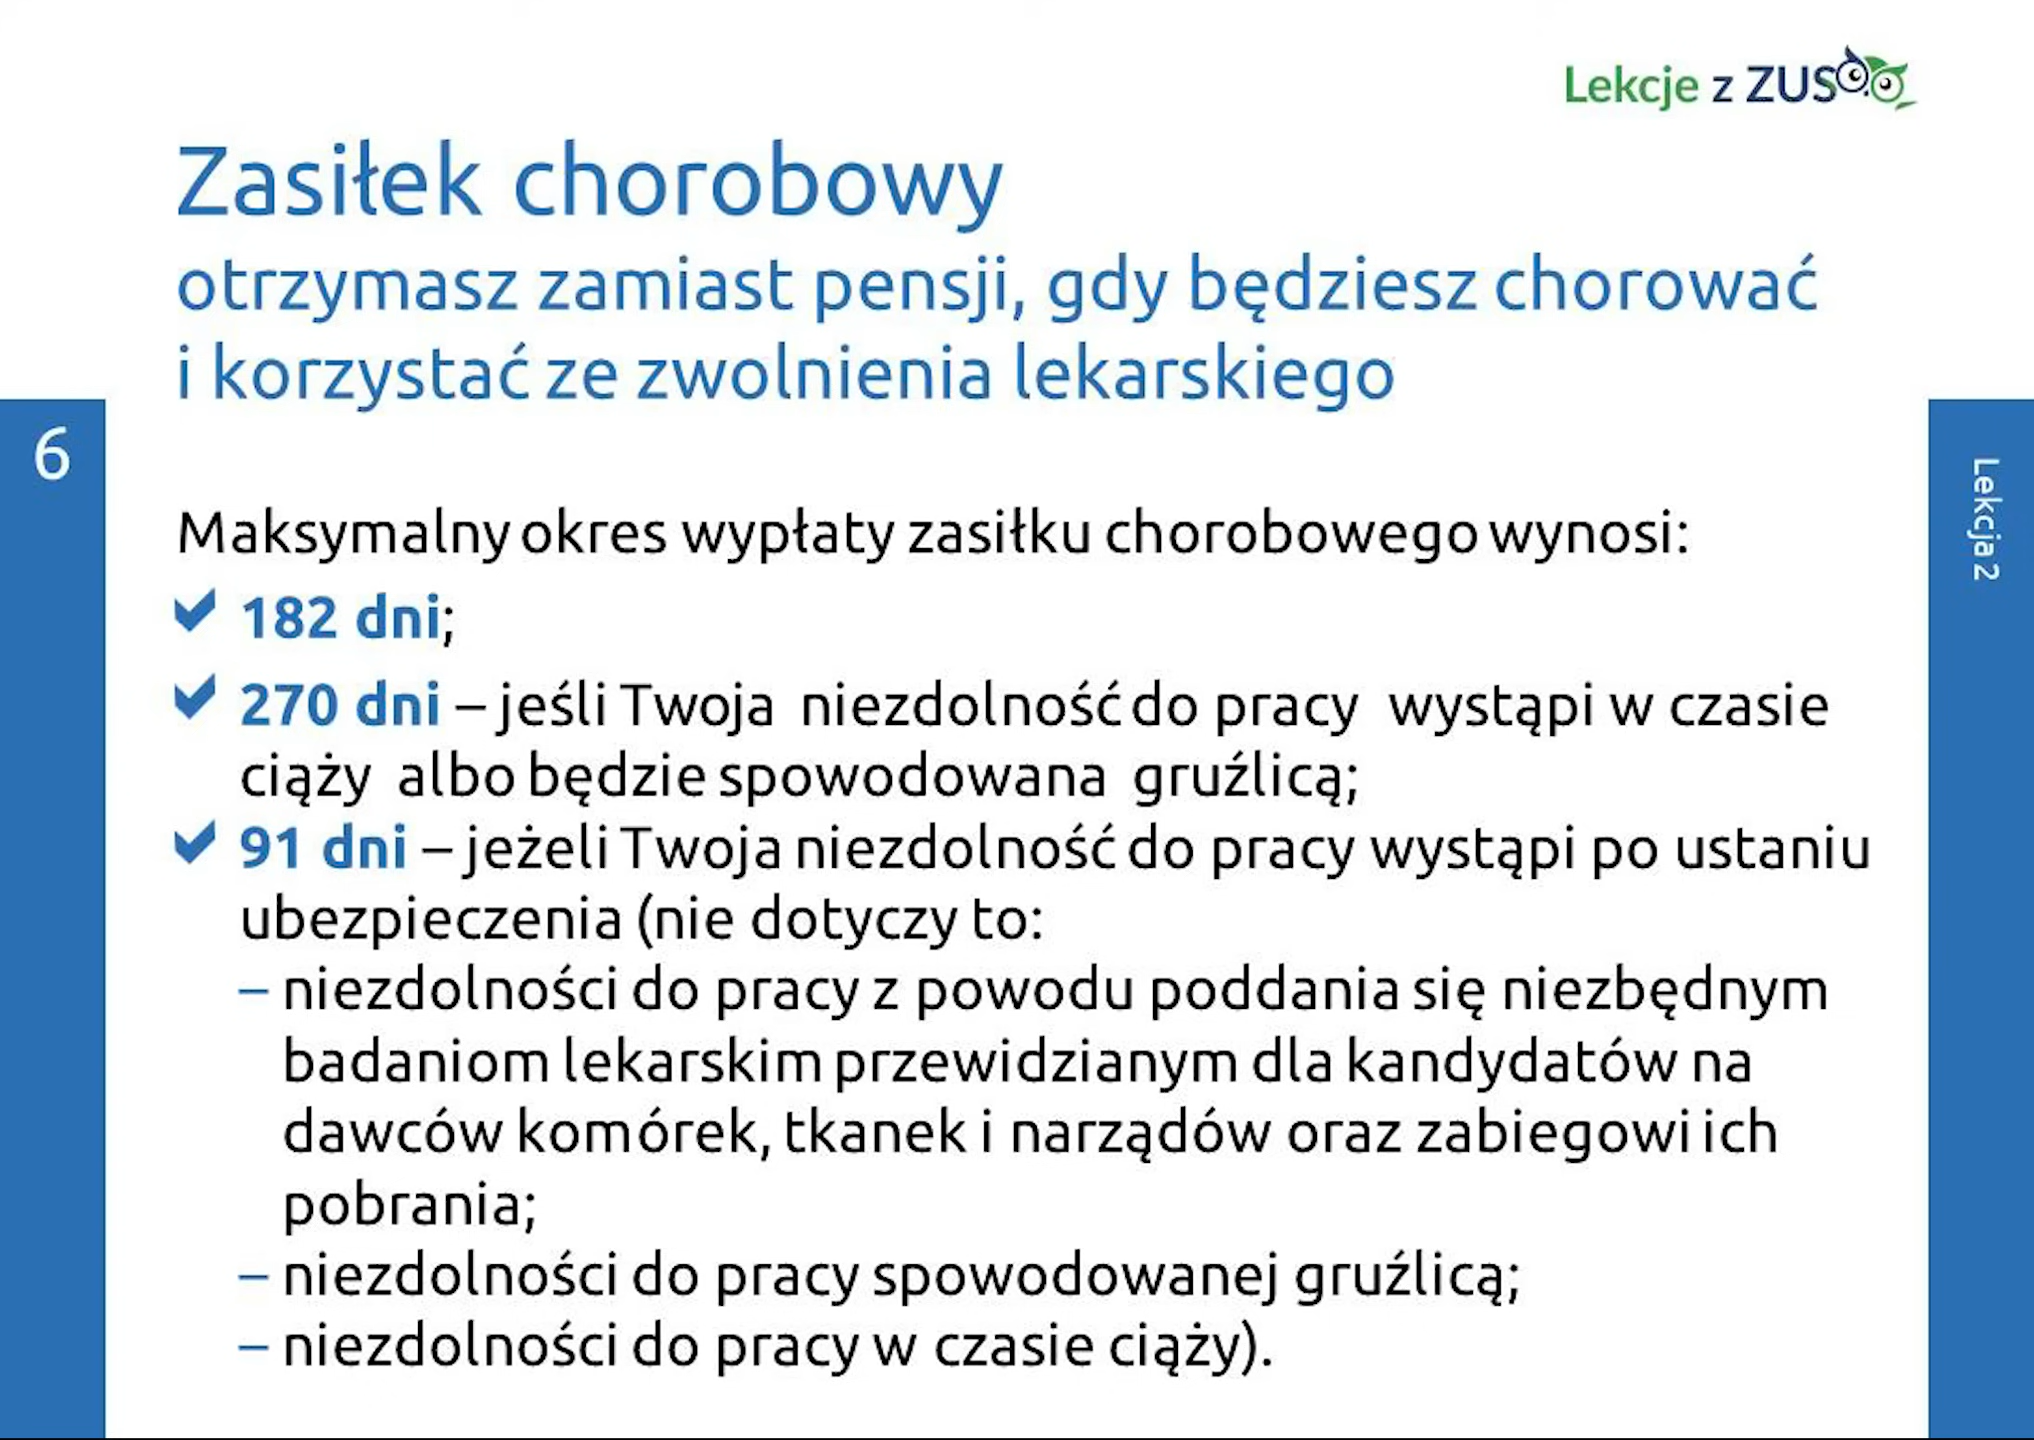 Lekcje z ZUS
Zasiłek chorobowy
otrzymasz zamiast pensji, gdy będziesz chorować
i korzystać ze zwolnienia lekarskiego
6
Lekcja 2
Maksymalny okres wypłaty zasiłku chorobowego wynosi:
182 dni;
270 dni – jeśli Twoja niezdolność do pracy wystąpi w czasie
ciąży albo będzie spowodowana gruźlicą;
91 dni – jeżeli Twoja niezdolność do pracy wystąpi po ustaniu
ubezpieczenia (nie dotyczy to:
– niezdolności do pracy z powodu poddania się niezbędnym
badaniom lekarskim przewidzianym dla kandydatów na
dawców komórek, tkanek i narządów oraz zabiegowi ich
pobrania;
– niezdolności do pracy spowodowanej gruźlicą;
– niezdolności do pracy w czasie ciąży).